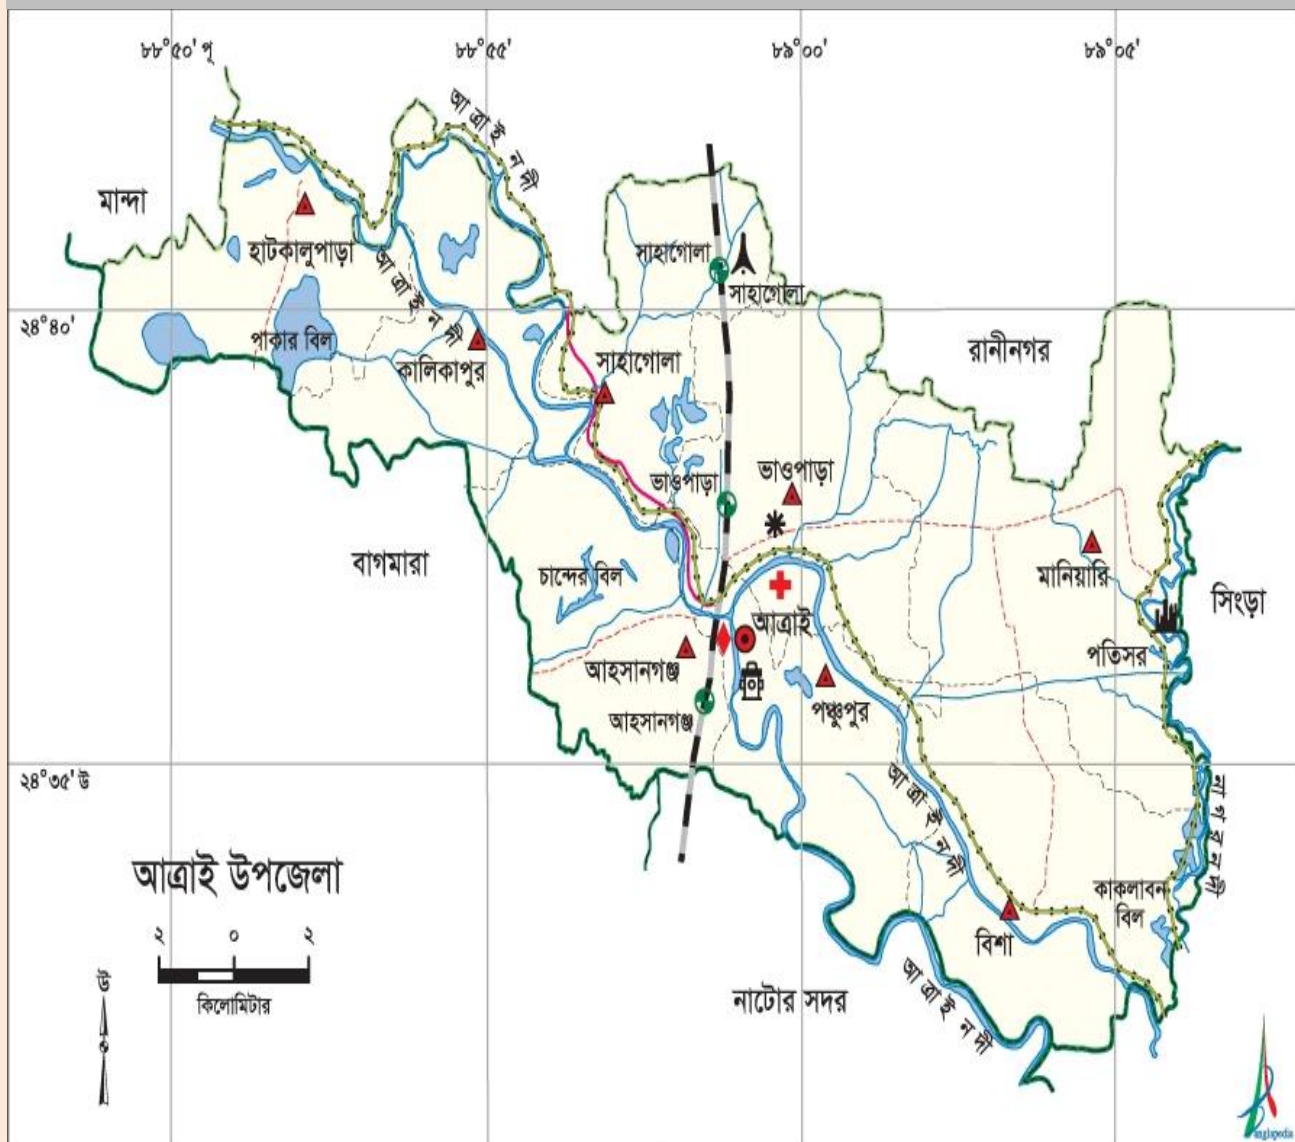 ৮৮°৫০' পূ
৮৮°৫৫'
৮৯°০০'
৮৯°০৫'
আত্রাই নদী
মান্দা
হাটকালুপাড়া
আত্রাই নদী
সাহাগোলা
সাহাগোলা
২৪°৪০'
পাকার বিল
কালিকাপুর
সাহাগোলা
রানীনগর
ভাওপাড়া
ভাওপাড়া
বাগমারা
চান্দের বিল
মানিয়ারি
সিংড়া
আত্রাই
পতিসর
আহসানগঞ্জ
আহসানগঞ্জ
পঞ্চুপুর
২৪°৩৫' উ
আত্রাই নদী
নাগর নদী
আত্রাই উপজেলা
কাকলাবন
বিল
২ ০ ২
কিলোমিটার
বিশা
উ
নাটোর সদর
আত্রাই নদী
anglapedia